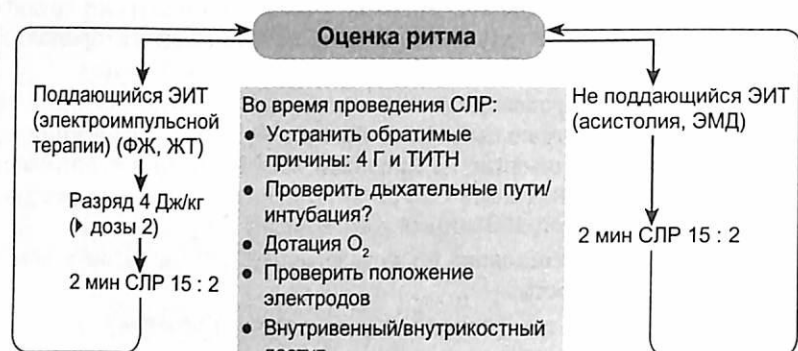 Оценка ритма
Поддающийся ЭИТ
(электроимпульсной
терапии) (ФЖ, ЖТ)
Разряд 4 Дж/кг
(▶ дозы 2)
2 мин СЛР 15 : 2
Во время проведения СЛР:
• Устранить обратимые
причины: 4 Г и ТИТН
• Проверить дыхательные пути/
интубация?
• Дотация O₂
• Проверить положение
электродов
• Внутривенный/внутрикостный
Не поддающийся ЭИТ
(асистолия, ЭМД)
2 мин СЛР 15 : 2